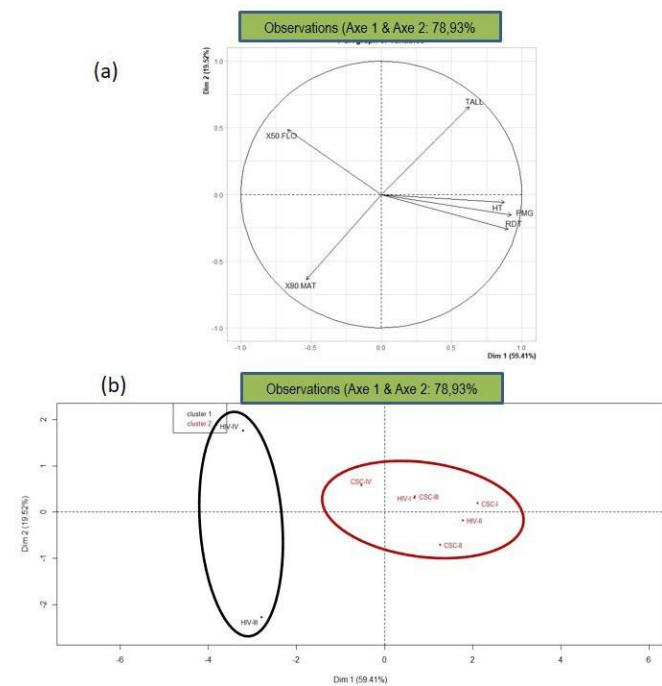 Observations (Axe 1 & Axe 2: 78,93%
(a)
Dim 2 (19.52%)
1.0
TALL
0.5
X50 FLO
0.0
HT
PMG
RDT
-0.5
X80 MAT
-1.0
-1.0 -0.5 0.0 0.5 1.0
Dim 1 (59.41%)
(b)
Observations (Axe 1 & Axe 2: 78,93%
cluster 1
cluster 2
HIV-IV
2
1
CSC-IV
HIV-I CSC-III
CSC-I
0
HIV-II
CSC-II
-1
-2
HIV-III
Dim 2 (19.52%)
-6 -4 -2 0 2 4 6
Dim 1 (59.41%)